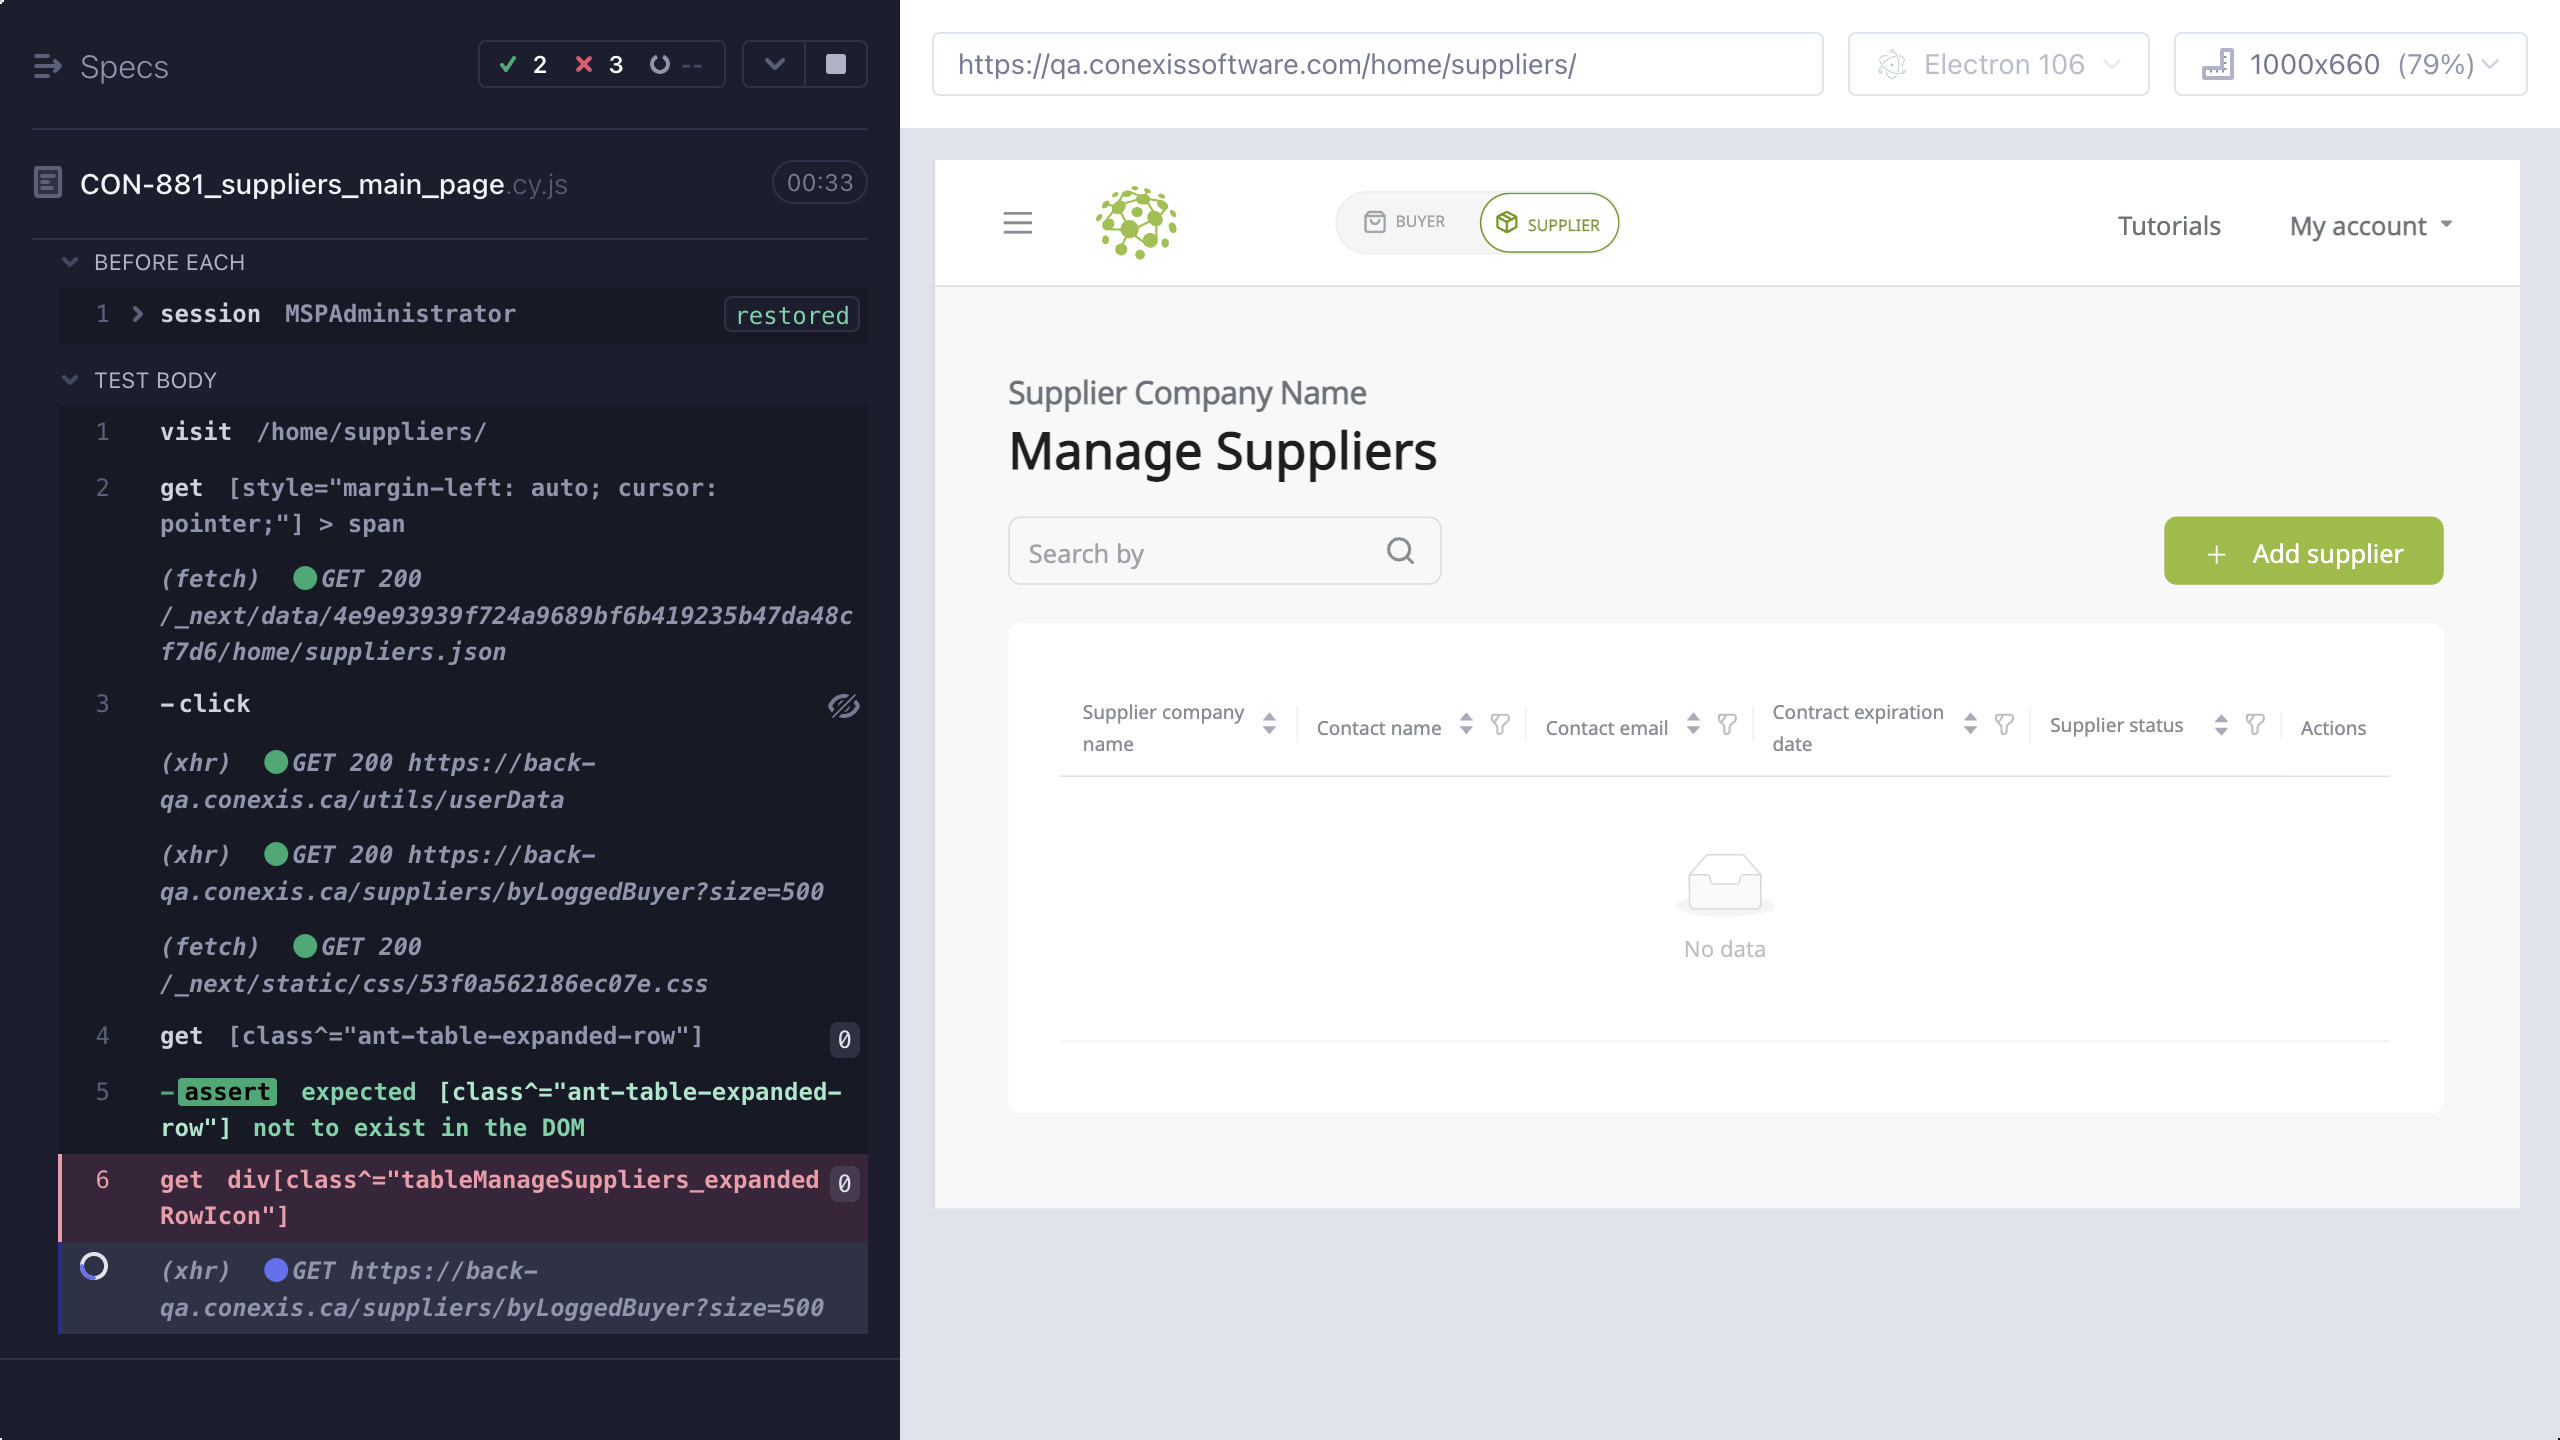 Specs
2
3
--
CON-881_suppliers_main_page.cy.js
00:33
BEFORE EACH
1 session MSPAdministrator restored
TEST BODY
1 visit /home/suppliers/
2 get [style="margin-left: auto; cursor:
pointer;"] > span
(fetch) GET 200
/_next/data/4e9e93939f724a9689bf6b419235b47da48c
f7d6/home/suppliers.json
3 -click
(xhr) GET 200 https://back-
qa.conexis.ca/utils/userData
(xhr) GET 200 https://back-
qa.conexis.ca/suppliers/byLoggedBuyer?size=500
(fetch) GET 200
/_next/static/css/53f0a562186ec07e.css
4 get [class^="ant-table-expanded-row"] 0
5 -assert expected [class^="ant-table-expanded-
row"] not to exist in the DOM
6 get div[class^="tableManageSuppliers_expanded 0
RowIcon"]
(xhr) GET https://back-
qa.conexis.ca/suppliers/byLoggedBuyer?size=500
https://qa.conexissoftware.com/home/suppliers/
Electron 106
1000x660 (79%)
BUYER
SUPPLIER
Tutorials
My account
Supplier Company Name
Manage Suppliers
Search by
+ Add supplier
Supplier company
name
Contact name
Contact email
Contract expiration
date
Supplier status
Actions
No data